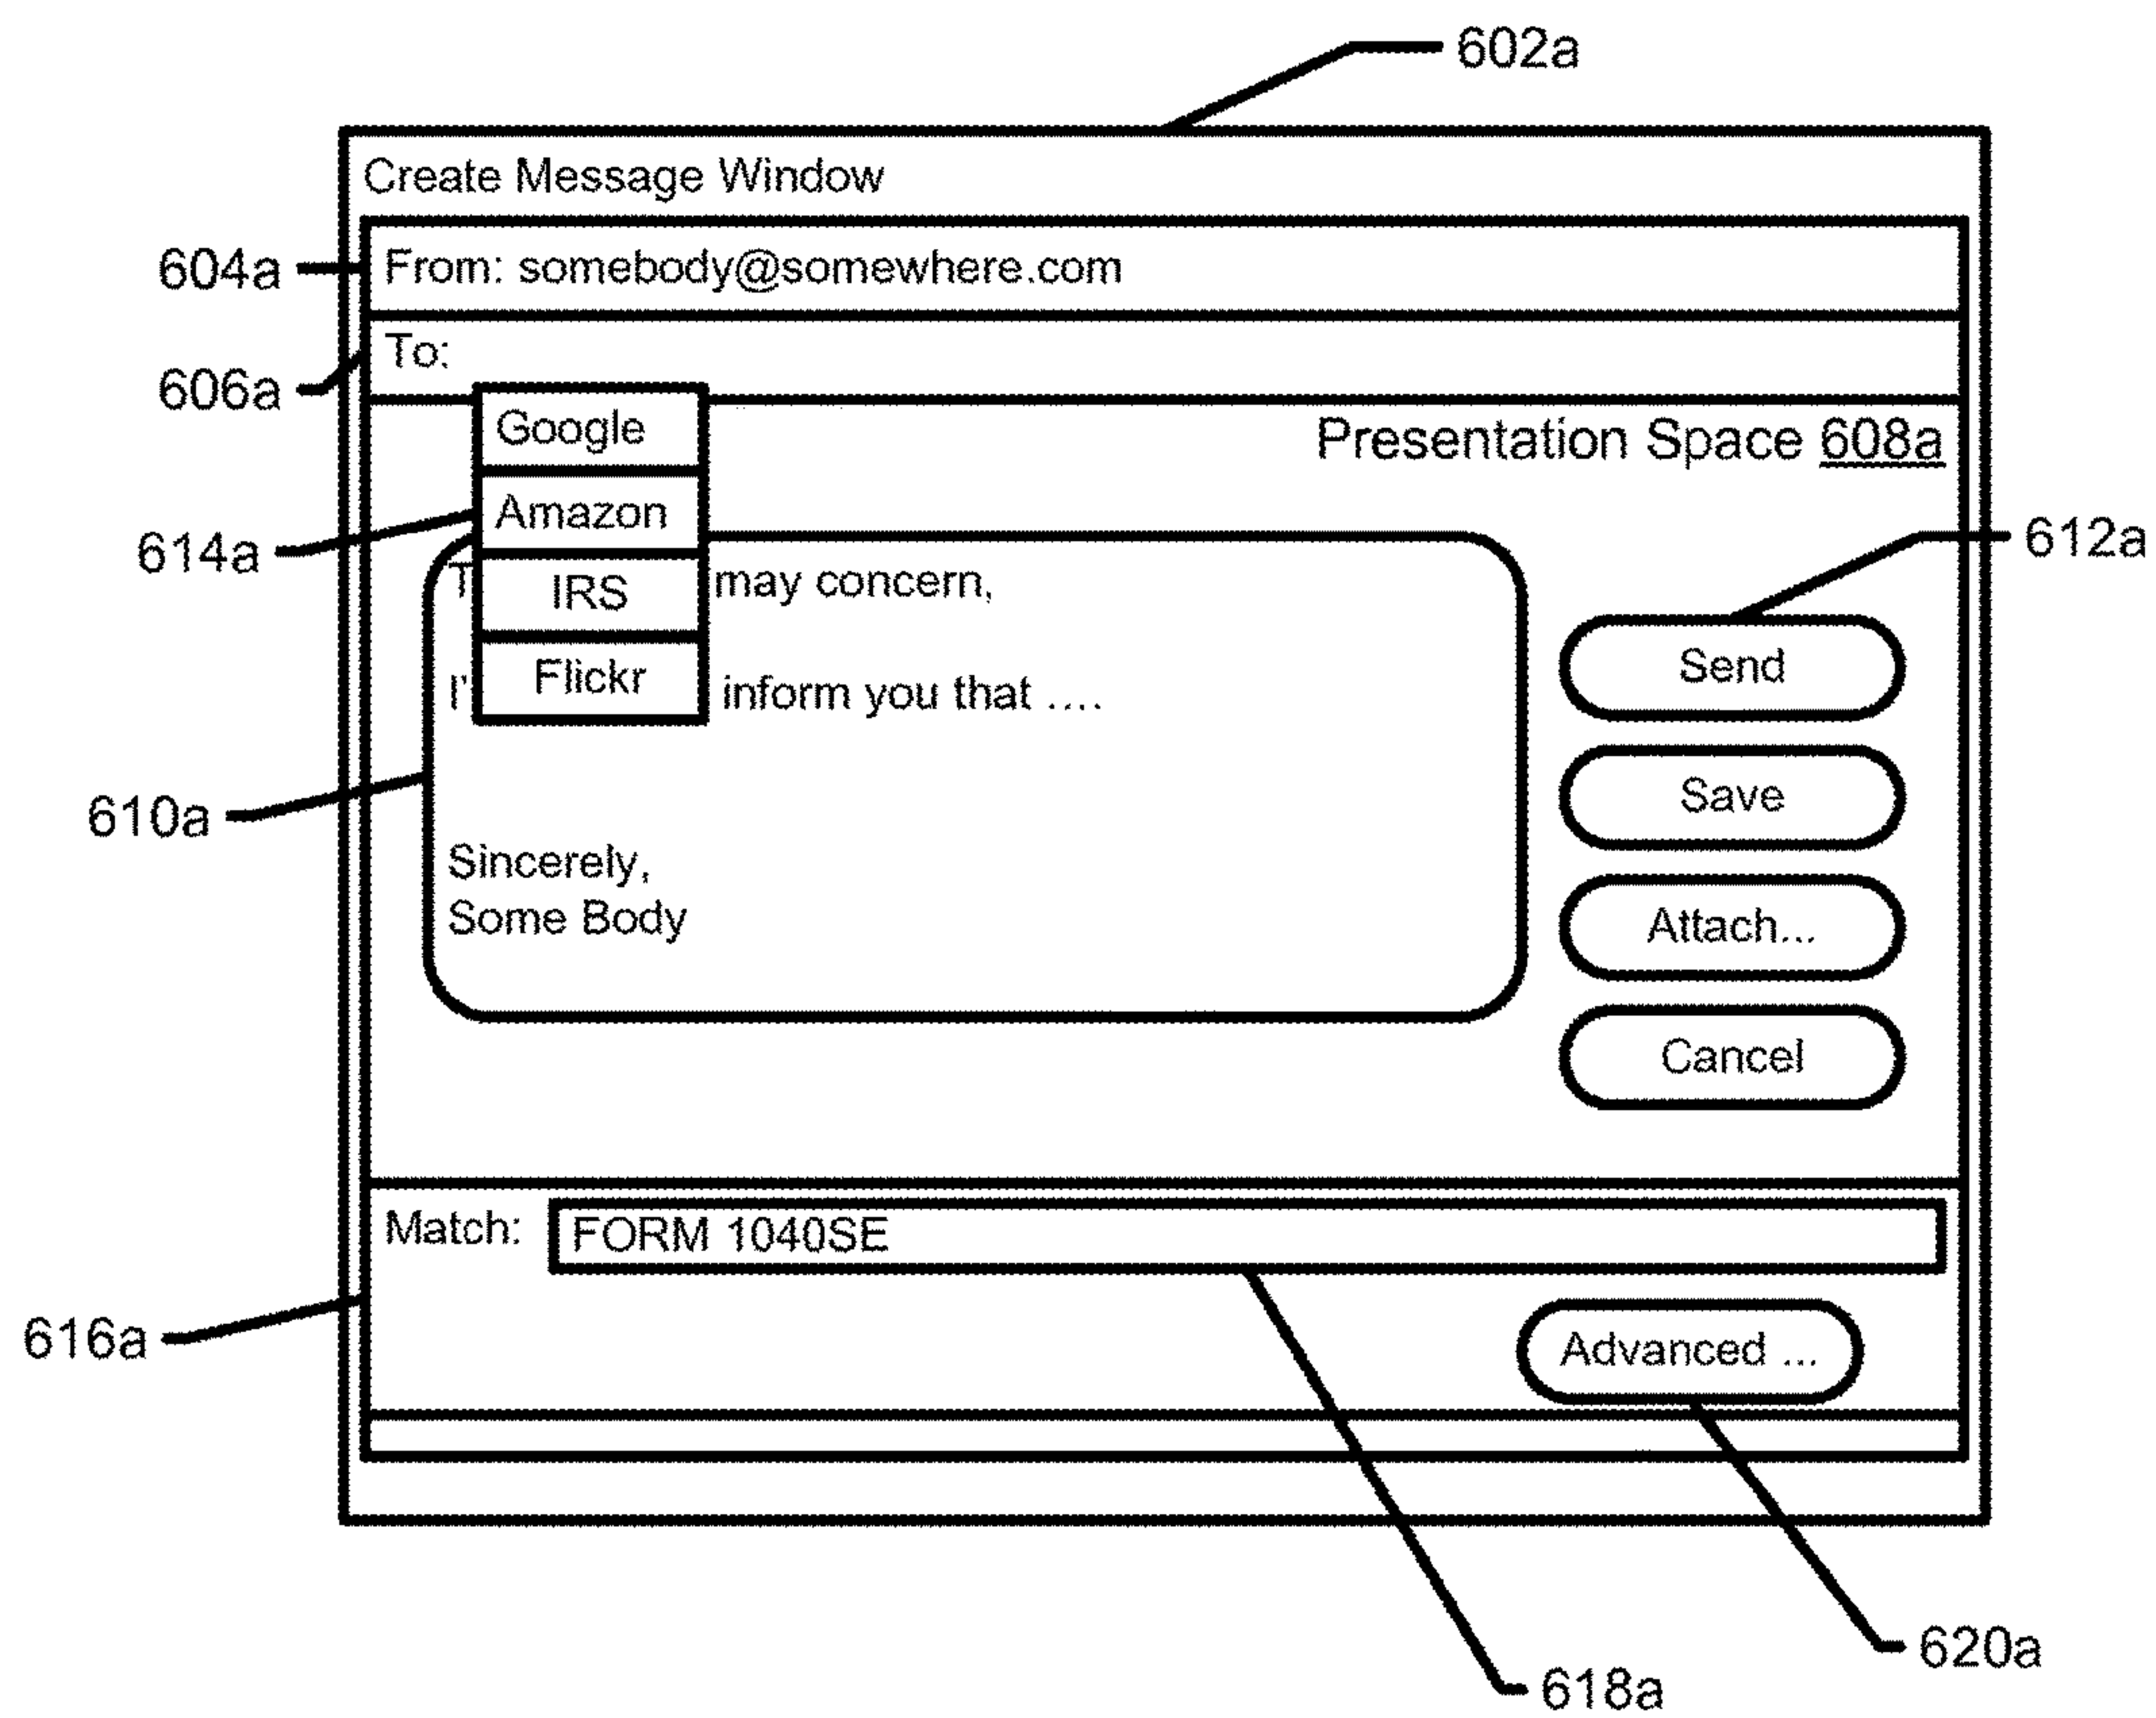 602a
Create Message Window
604a
From: somebody@somewhere.com
606a
To:
Google
Presentation Space 608a
614a
Amazon
612a
T
IRS
may concern,
Send
I'
Flickr
inform you that ....
610a
Save
Sincerely,
Some Body
Attach...
Cancel
Match:
FORM 1040SE
616a
Advanced ...
620a
618a